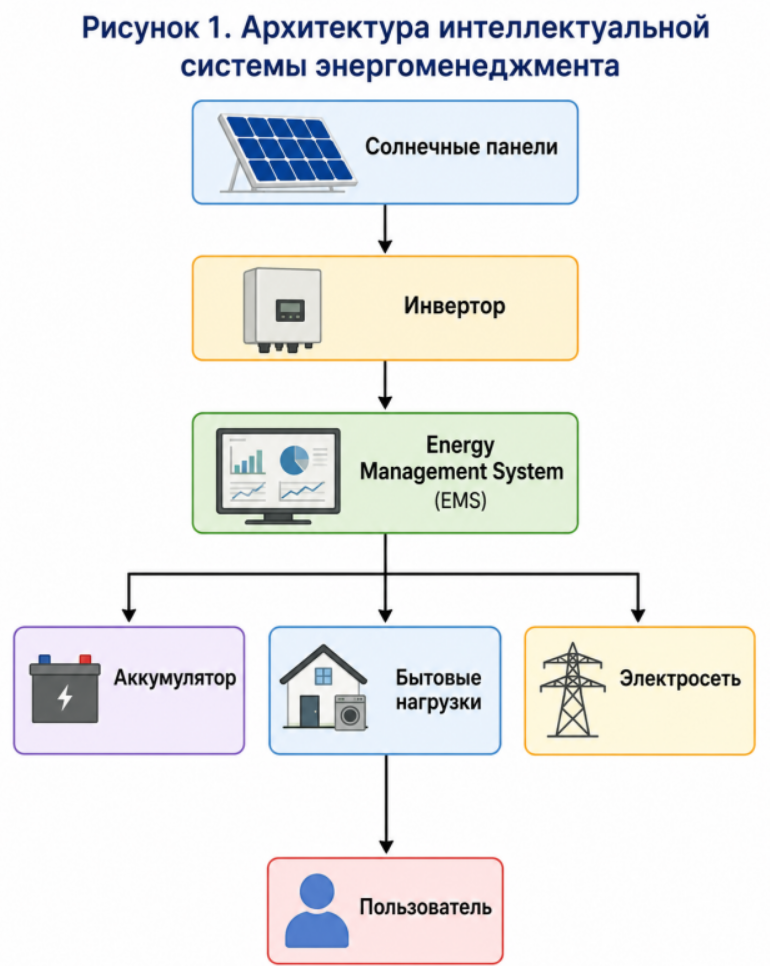 Рисунок 1. Архитектура интеллектуальной
системы энергоменеджмента
Солнечные панели
Инвертор
Energy
Management System
(EMS)
Аккумулятор
Бытовые
нагрузки
Электросеть
Пользователь